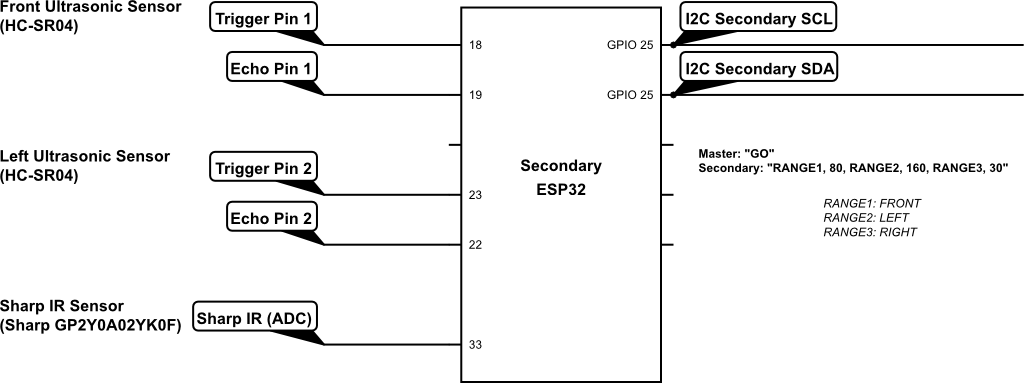 Front Ultrasonic Sensor
(HC-SR04)
Trigger Pin 1
I2C Secondary SCL
18
GPIO 25
Echo Pin 1
I2C Secondary SDA
19
GPIO 25
Left Ultrasonic Sensor
(HC-SR04)
Trigger Pin 2
Secondary
ESP32
Master: "GO"
Secondary: "RANGE1, 80, RANGE2, 160, RANGE3, 30"
23
RANGE1: FRONT
RANGE2: LEFT
RANGE3: RIGHT
Echo Pin 2
22
Sharp IR Sensor
(Sharp GP2Y0A02YK0F)
Sharp IR (ADC)
33